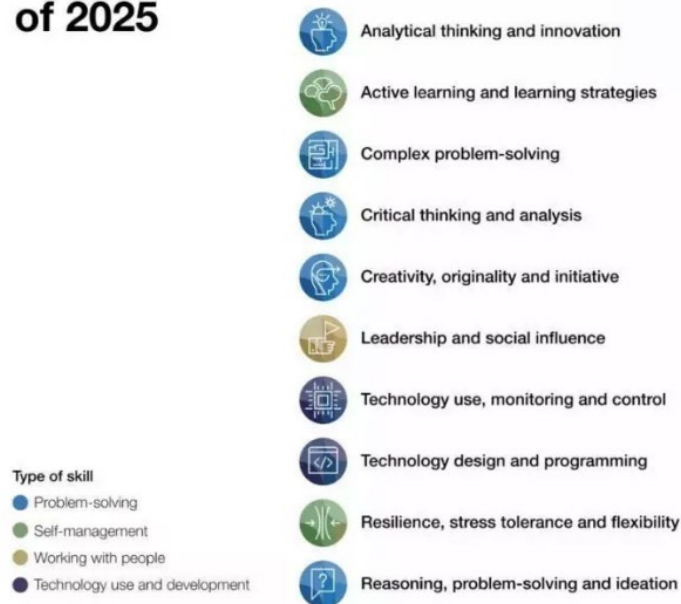 of 2025
Analytical thinking and innovation
Active learning and learning strategies
Complex problem-solving
Critical thinking and analysis
Creativity, originality and initiative
Leadership and social influence
Technology use, monitoring and control
Technology design and programming
Resilience, stress tolerance and flexibility
Reasoning, problem-solving and ideation
Type of skill
Problem-solving
Self-management
Working with people
Technology use and development